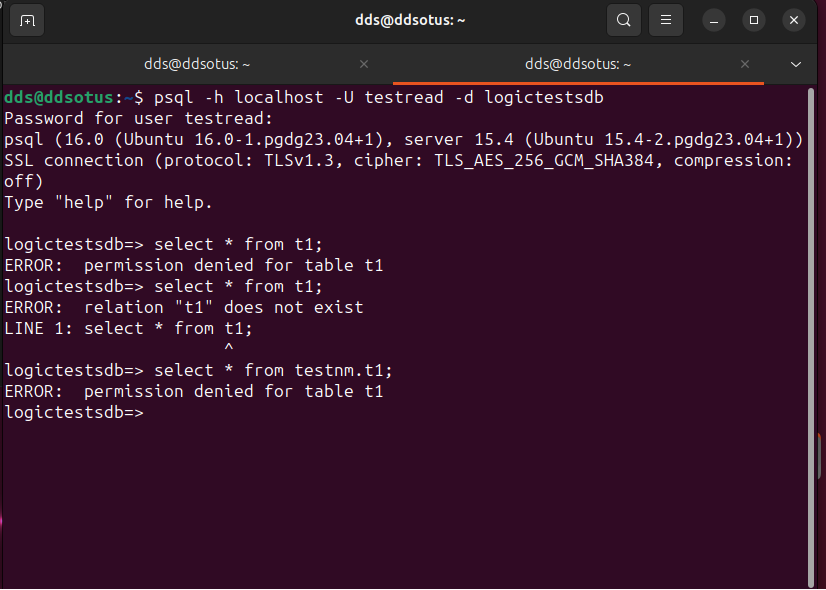 dds@ddsotus: ~
dds@ddsotus: ~
dds@ddsotus: ~
dds@ddsotus:~$ psql -h localhost -U testread -d logictestsdb
Password for user testread:
psql (16.0 (Ubuntu 16.0-1.pgdg23.04+1), server 15.4 (Ubuntu 15.4-2.pgdg23.04+1))
SSL connection (protocol: TLSv1.3, cipher: TLS_AES_256_GCM_SHA384, compression:
off)
Type "help" for help.
logictestsdb=> select * from t1;
ERROR:  permission denied for table t1
logictestsdb=> select * from t1;
ERROR:  relation "t1" does not exist
LINE 1: select * from t1;
                      ^
logictestsdb=> select * from testnm.t1;
ERROR:  permission denied for table t1
logictestsdb=>